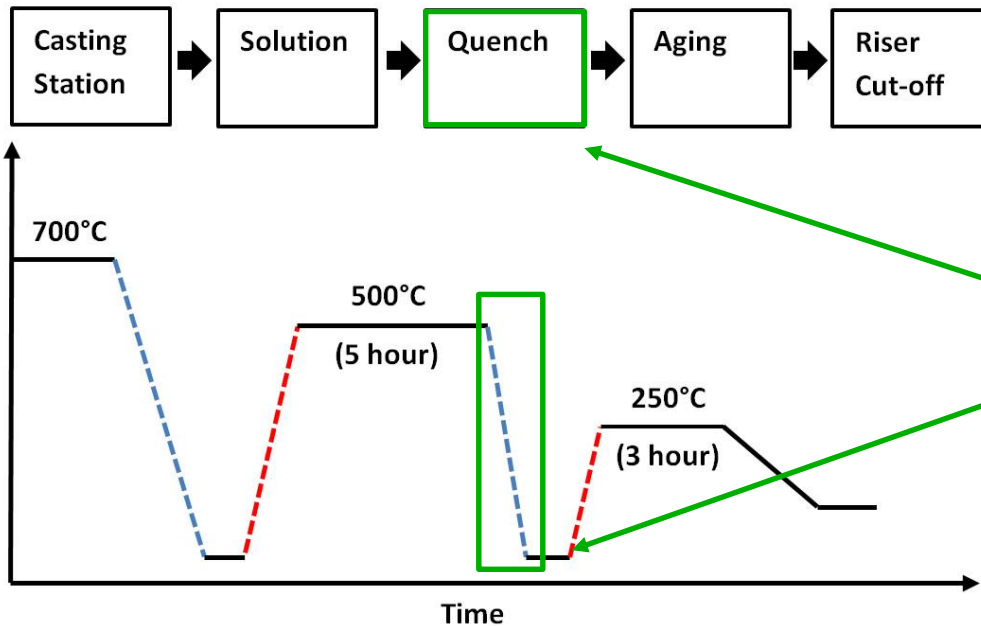 Casting
Station
Solution
Quench
Aging
Riser
Cut-off
700°C
500°C
(5 hour)
250°C
(3 hour)
Time